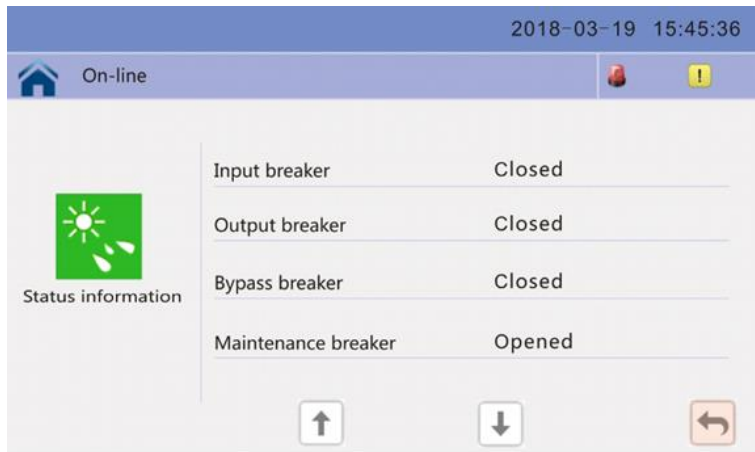 2018-03-19 15:45:36
On-line
!
Input breaker Closed
Output breaker Closed
Bypass breaker Closed
Status information
Maintenance breaker Opened